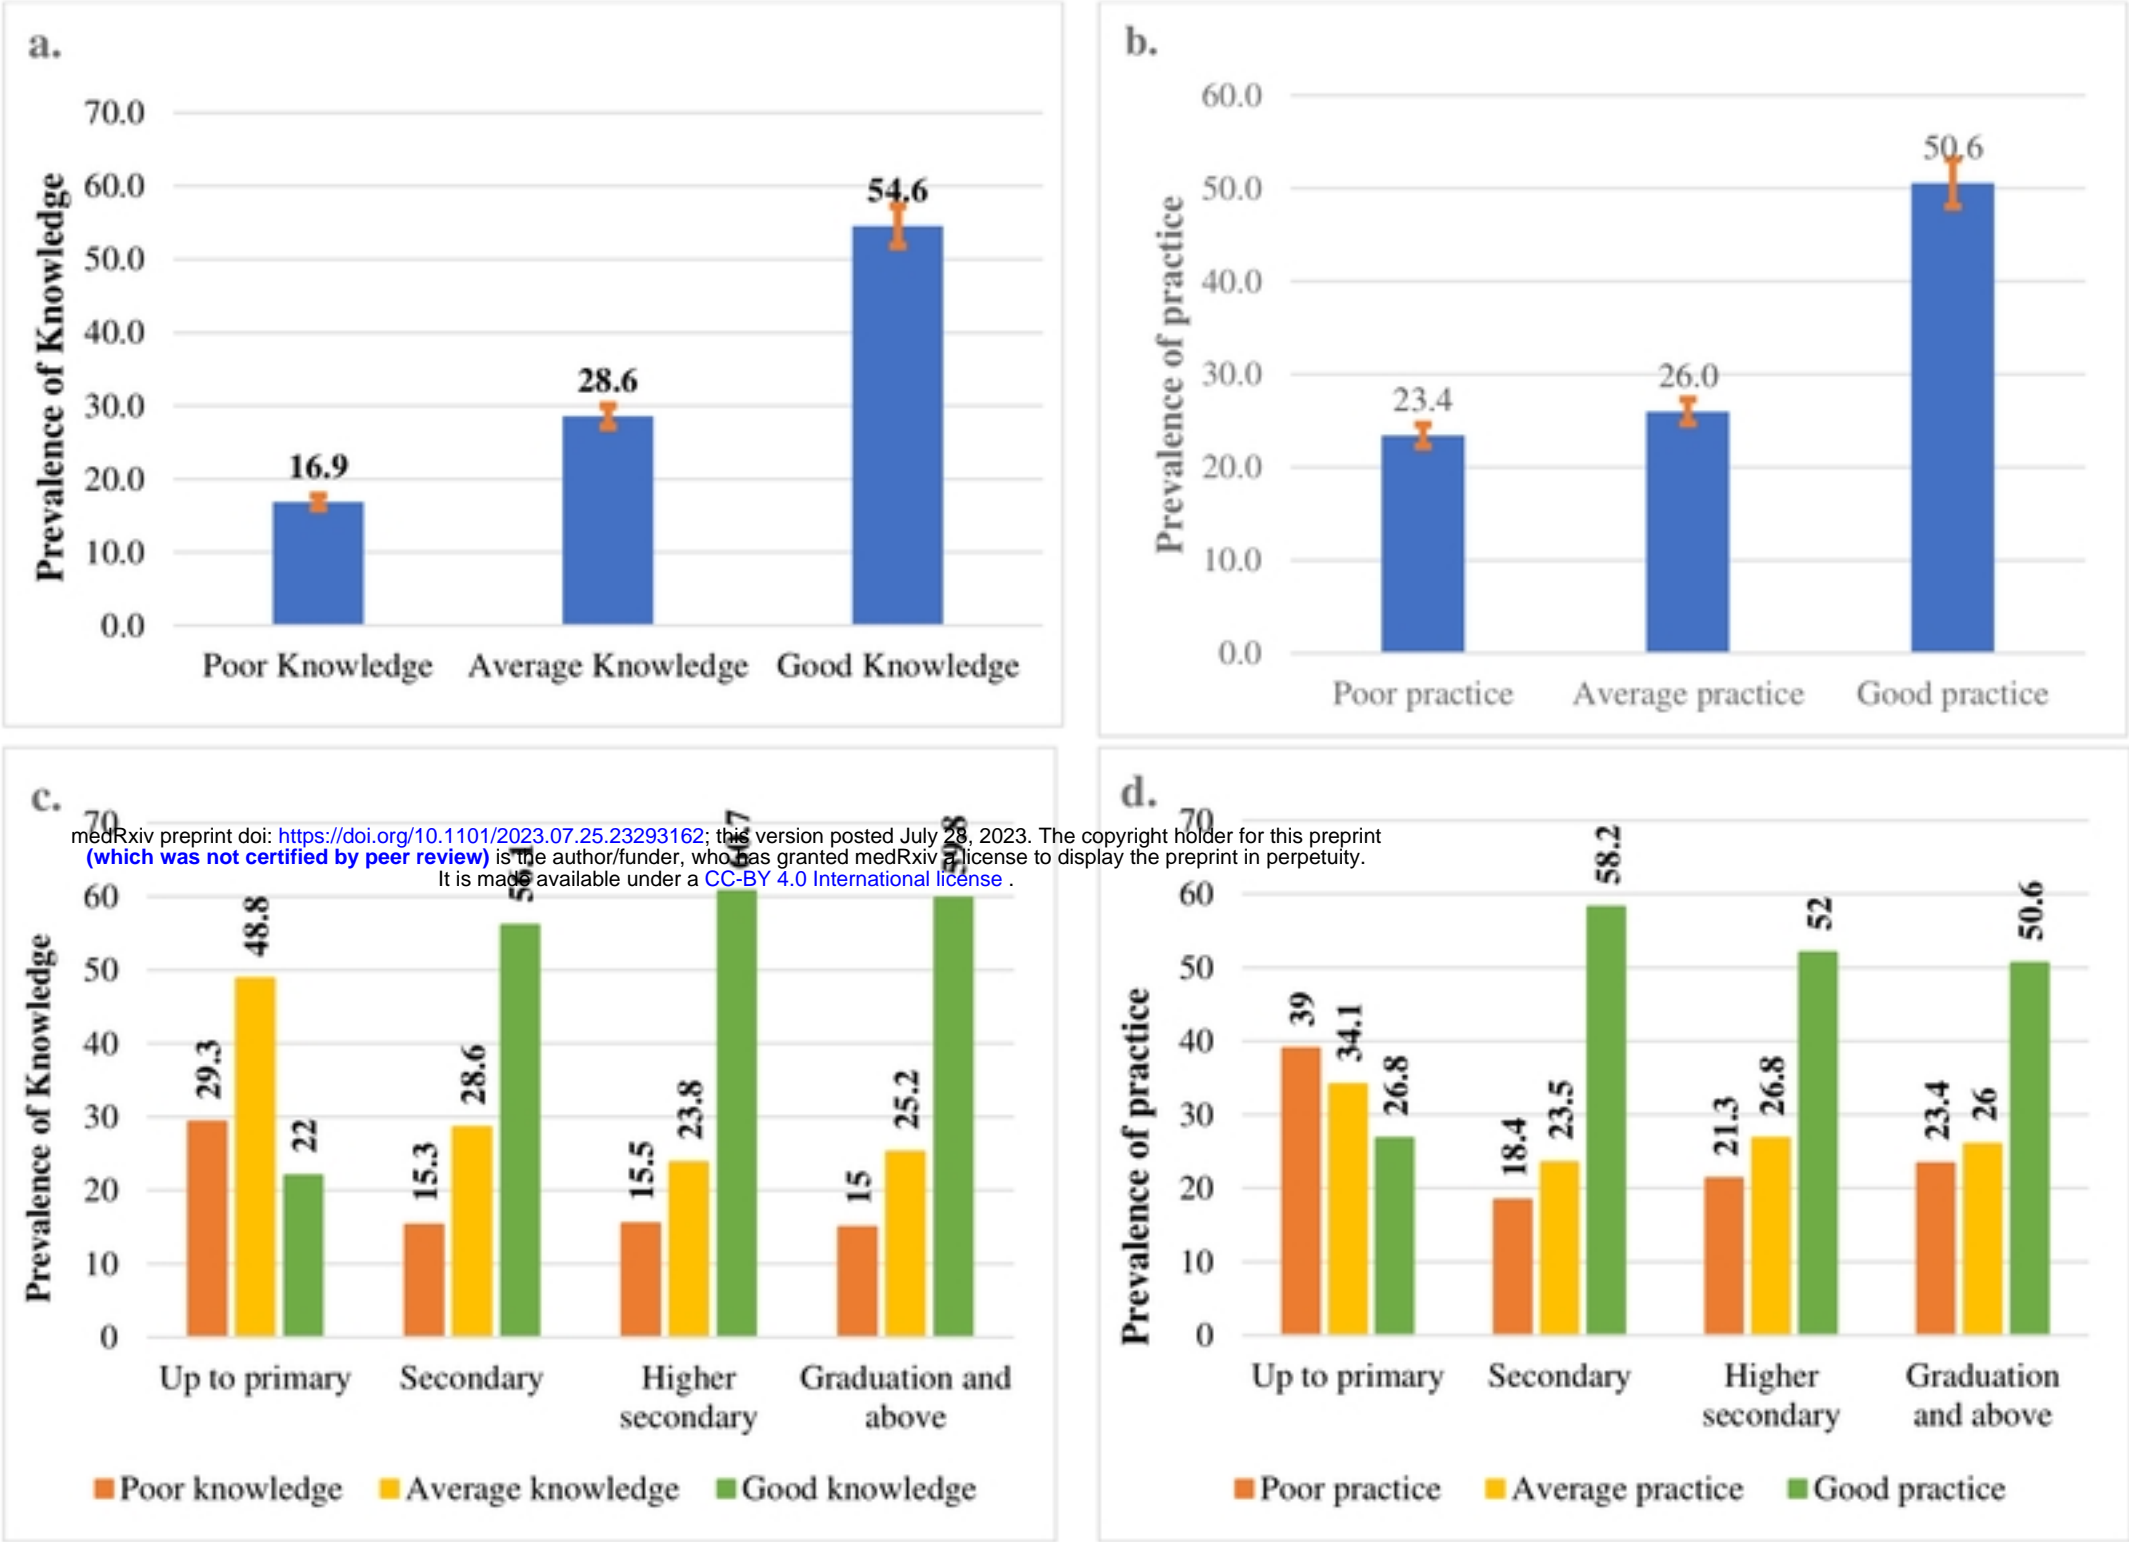 a.
70.0
60.0
50.0
40.0
30.0
20.0
10.0
0.0
Prevalence of Knowledge
16.9
28.6
54.6
Poor Knowledge
Average Knowledge
Good Knowledge
b.
60.0
50.0
40.0
30.0
20.0
10.0
0.0
Prevalence of practice
23.4
26.0
50.6
Poor practice
Average practice
Good practice
medRxiv preprint doi: https://doi.org/10.1101/2023.07.25.23293162; this version posted July 28, 2023. The copyright holder for this preprint
(which was not certified by peer review) is the author/funder, who has granted medRxiv a license to display the preprint in perpetuity.
It is made available under a CC-BY 4.0 International license .
c.
70
60
50
40
30
20
10
0
Prevalence of Knowledge
29.3
48.8
22
15.3
28.6
56.1
15.5
23.8
60.7
15
25.2
59.8
Up to primary
Secondary
Higher
secondary
Graduation and
above
Poor knowledge
Average knowledge
Good knowledge
d.
70
60
50
40
30
20
10
0
Prevalence of practice
39
34.1
26.8
18.4
23.5
58.2
21.3
26.8
52
23.4
26
50.6
Up to primary
Secondary
Higher
secondary
Graduation
and above
Poor practice
Average practice
Good practice